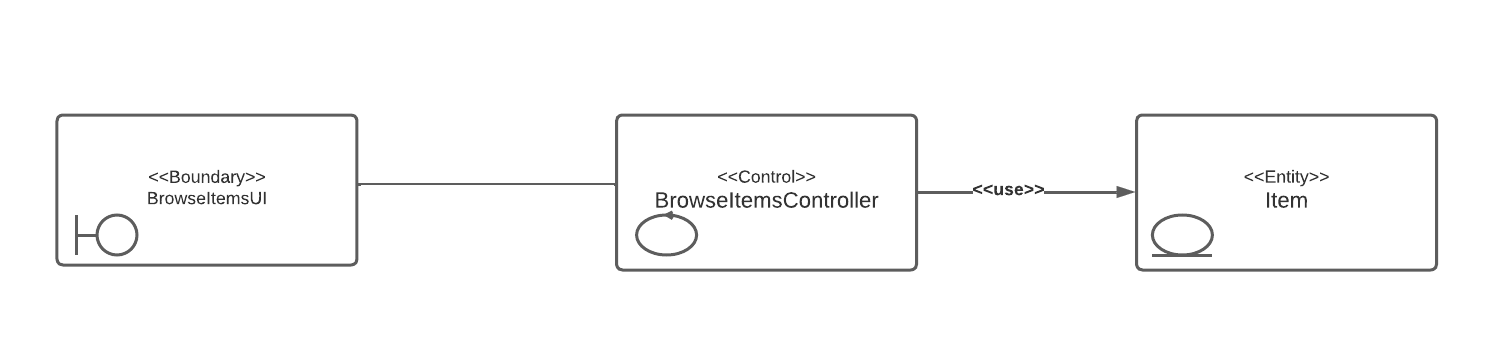 <<Boundary>>
BrowseItemsUI
<<Control>>
BrowseItemsController
<<use>>
<<Entity>>
Item